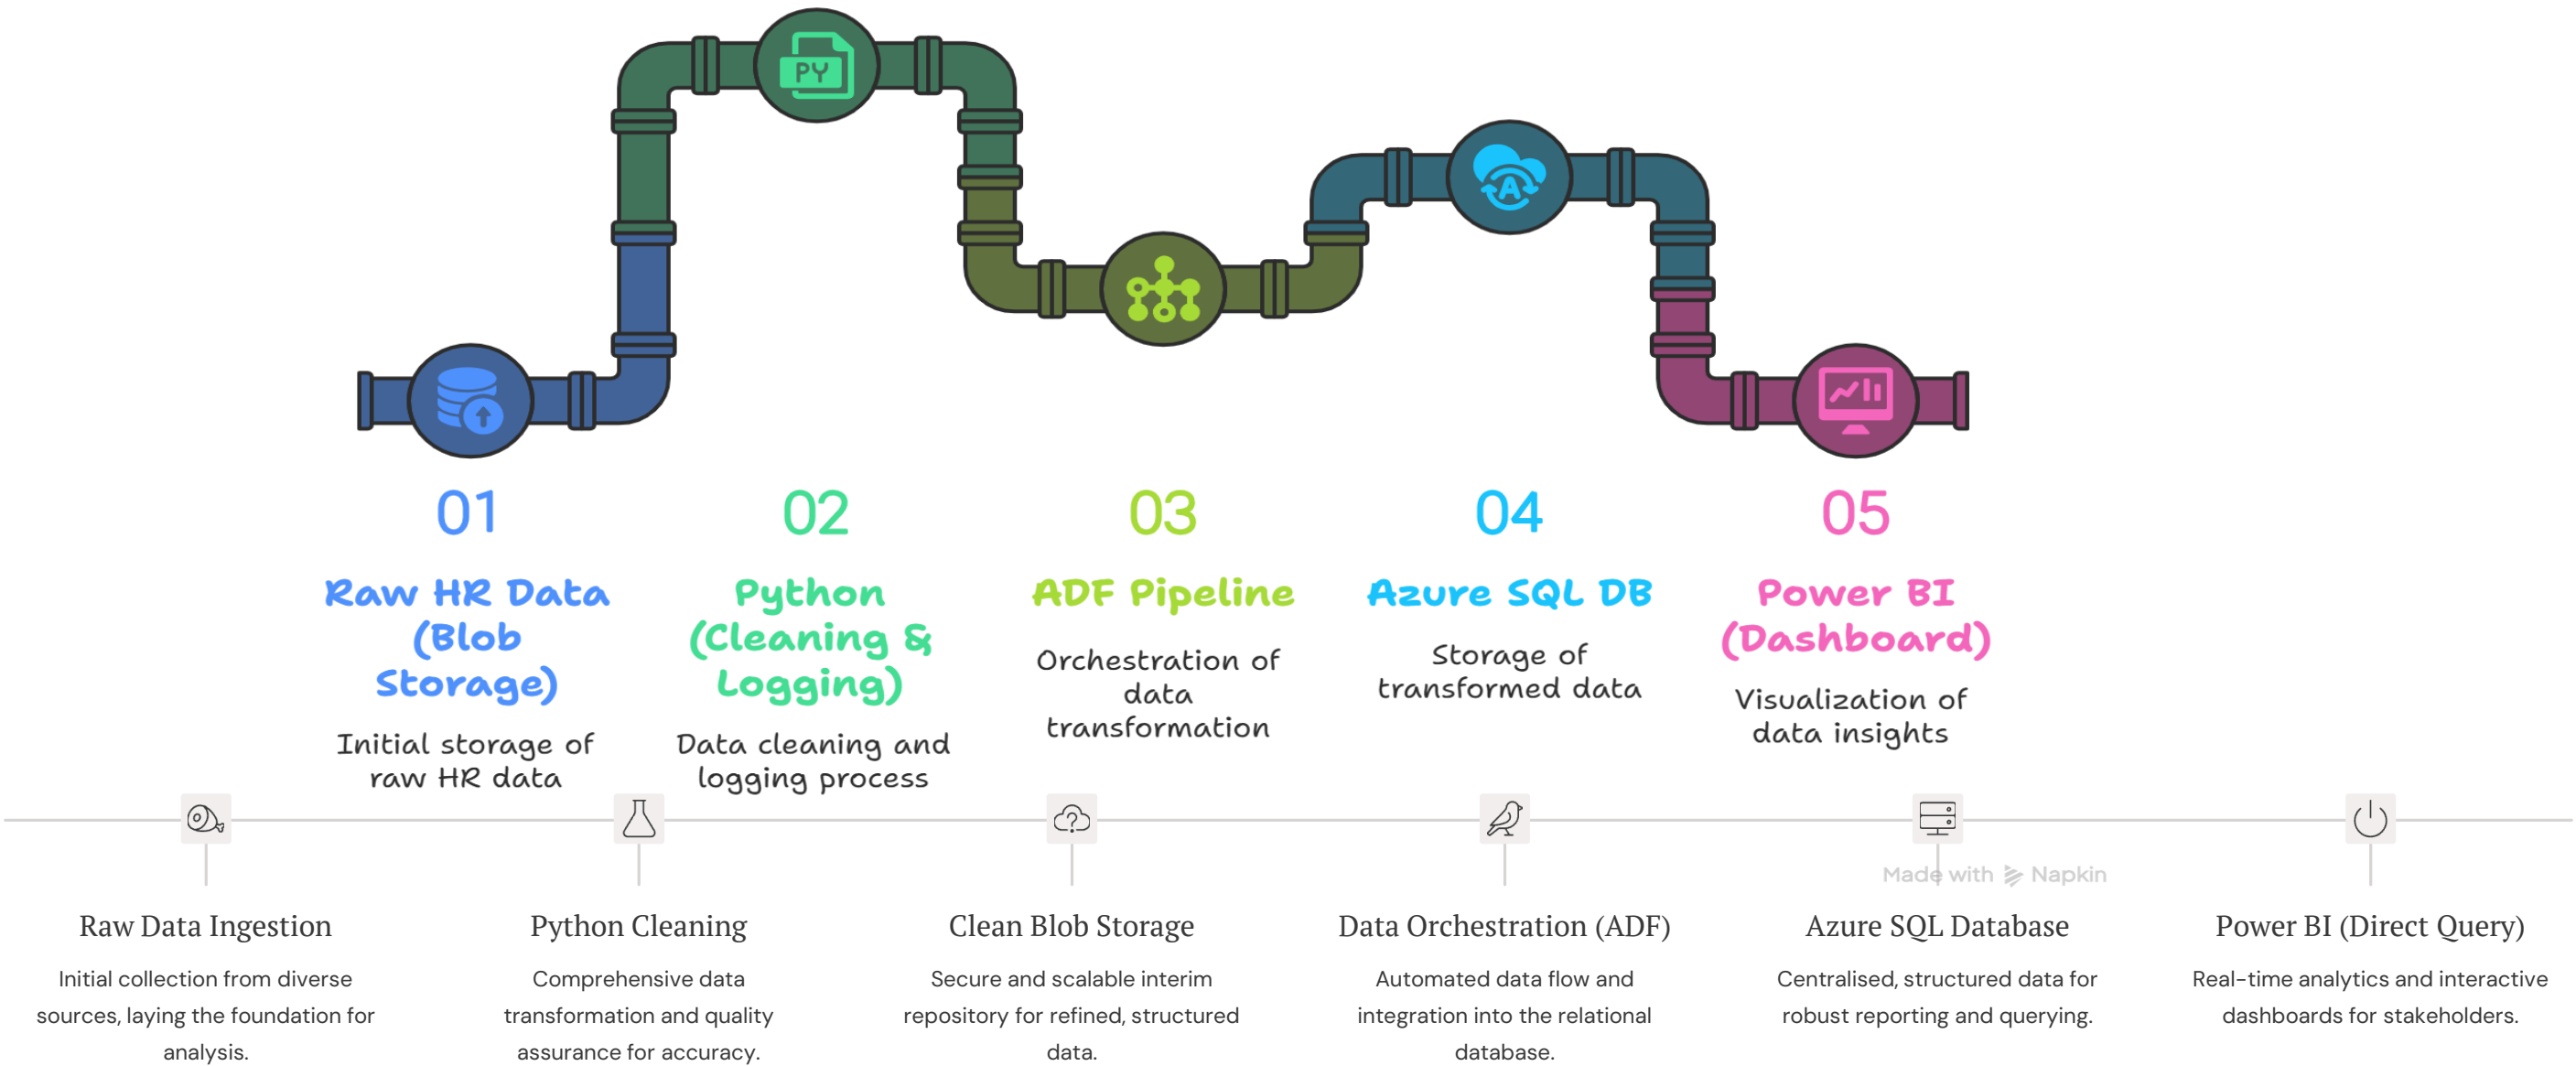 PY
A
01
Raw HR Data
(Blob
Storage)
Initial storage of
raw HR data
02
Python
(Cleaning &
Logging)
Data cleaning and
logging process
03
ADF Pipeline
Orchestration of
data
transformation
04
Azure SQL DB
Storage of
transformed data
05
Power BI
(Dashboard)
Visualization of
data insights
?
Made with Napkin
Raw Data Ingestion
Initial collection from diverse
sources, laying the foundation for
analysis.
Python Cleaning
Comprehensive data
transformation and quality
assurance for accuracy.
Clean Blob Storage
Secure and scalable interim
repository for refined, structured
data.
Data Orchestration (ADF)
Automated data flow and
integration into the relational
database.
Azure SQL Database
Centralised, structured data for
robust reporting and querying.
Power BI (Direct Query)
Real-time analytics and interactive
dashboards for stakeholders.